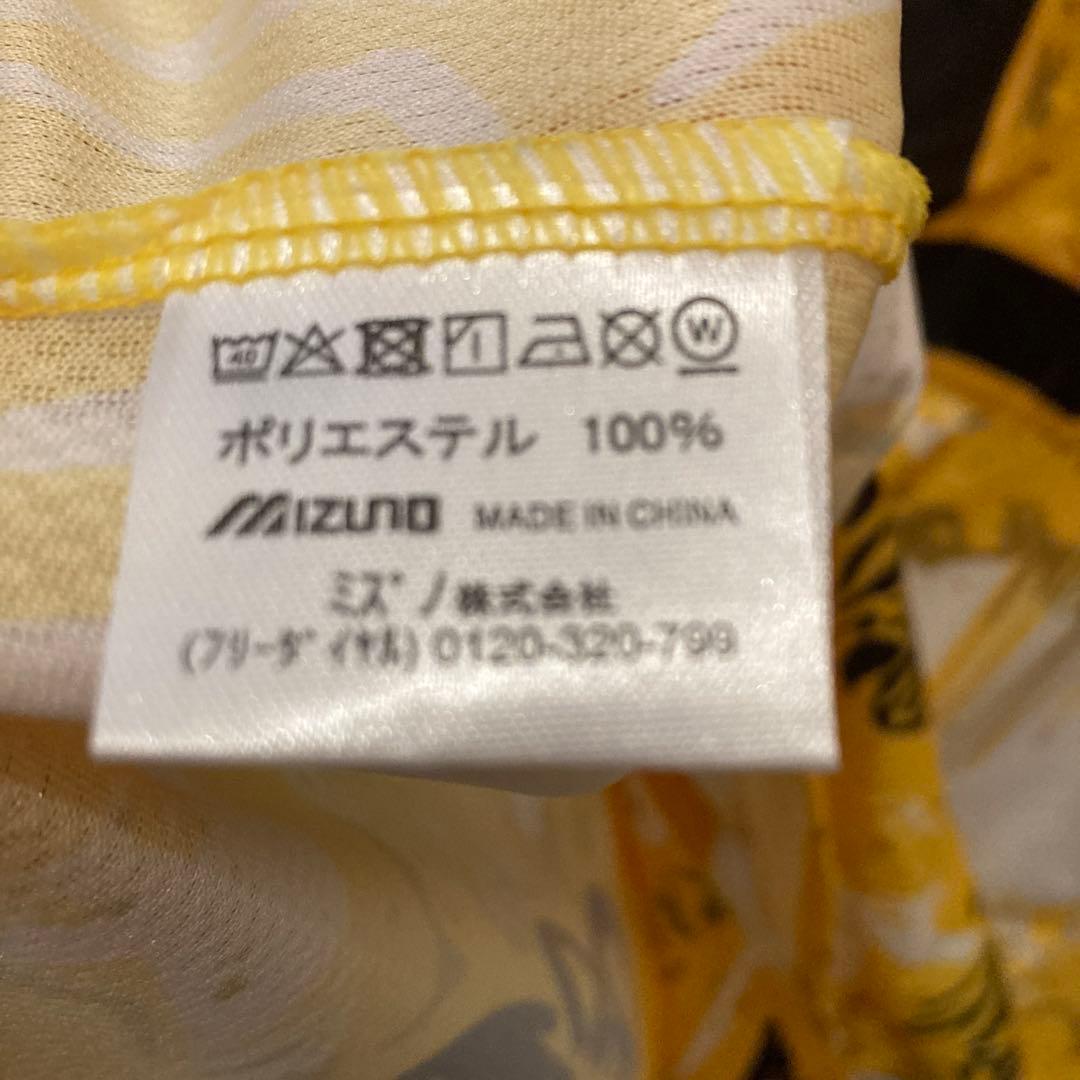 40 W
ポリエステル 100%
MIZUNO MADE IN CHINA
ミズノ株式会社
(フリーダイヤル) 0120-320-799